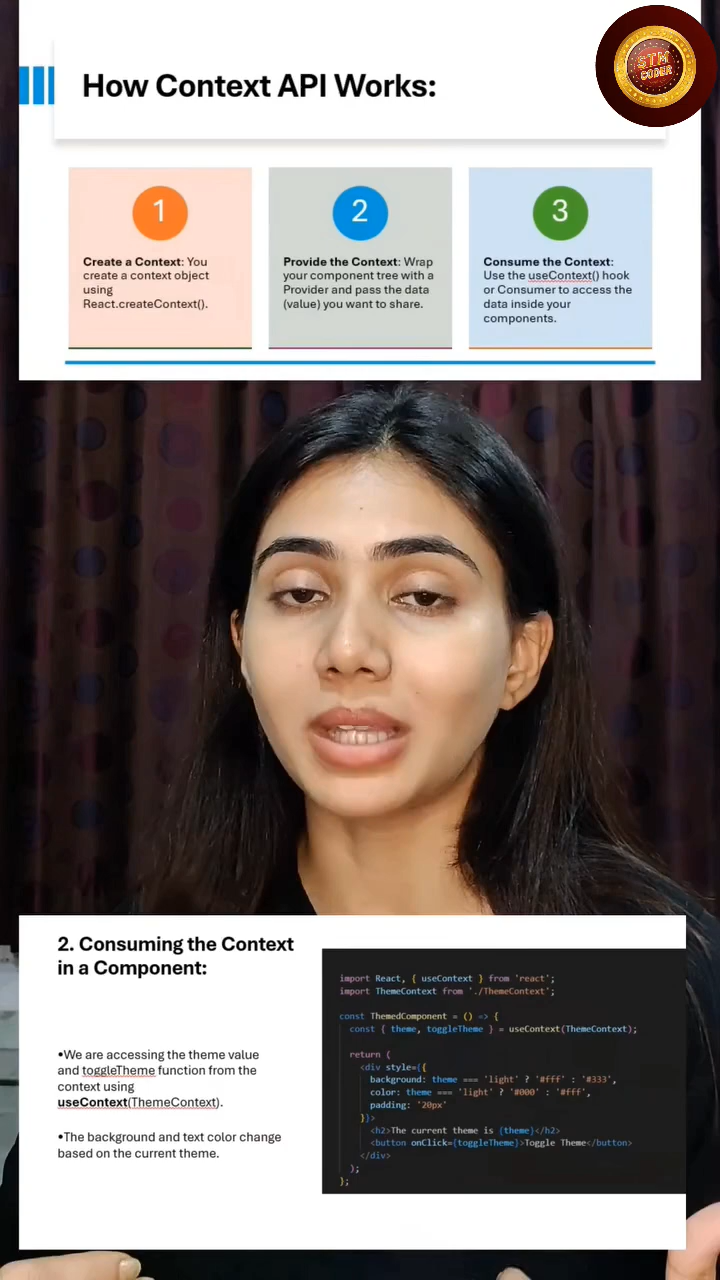 How Context API Works:
STM
CODER
1
Create a Context: You
create a context object
using
React.createContext().
2
Provide the Context: Wrap
your component tree with a
Provider and pass the data
(value) you want to share.
3
Consume the Context:
Use the useContext() hook
or Consumer to access the
data inside your
components.
2. Consuming the Context
in a Component:
•We are accessing the theme value
and toggleTheme function from the
context using
useContext(ThemeContext).
•The background and text color change
based on the current theme.
import React, { useContext } from 'react';
import ThemeContext from './ThemeContext';
const ThemedComponent = () => {
const { theme, toggleTheme } = useContext(ThemeContext);
return (
<div style={{
background: theme === 'light' ? '#fff' : '#333',
color: theme === 'light' ? '#000' : '#fff',
padding: '20px'
}}>
<h2>The current theme is {theme}</h2>
<button onClick={toggleTheme}>Toggle Theme</button>
</div>
);
};